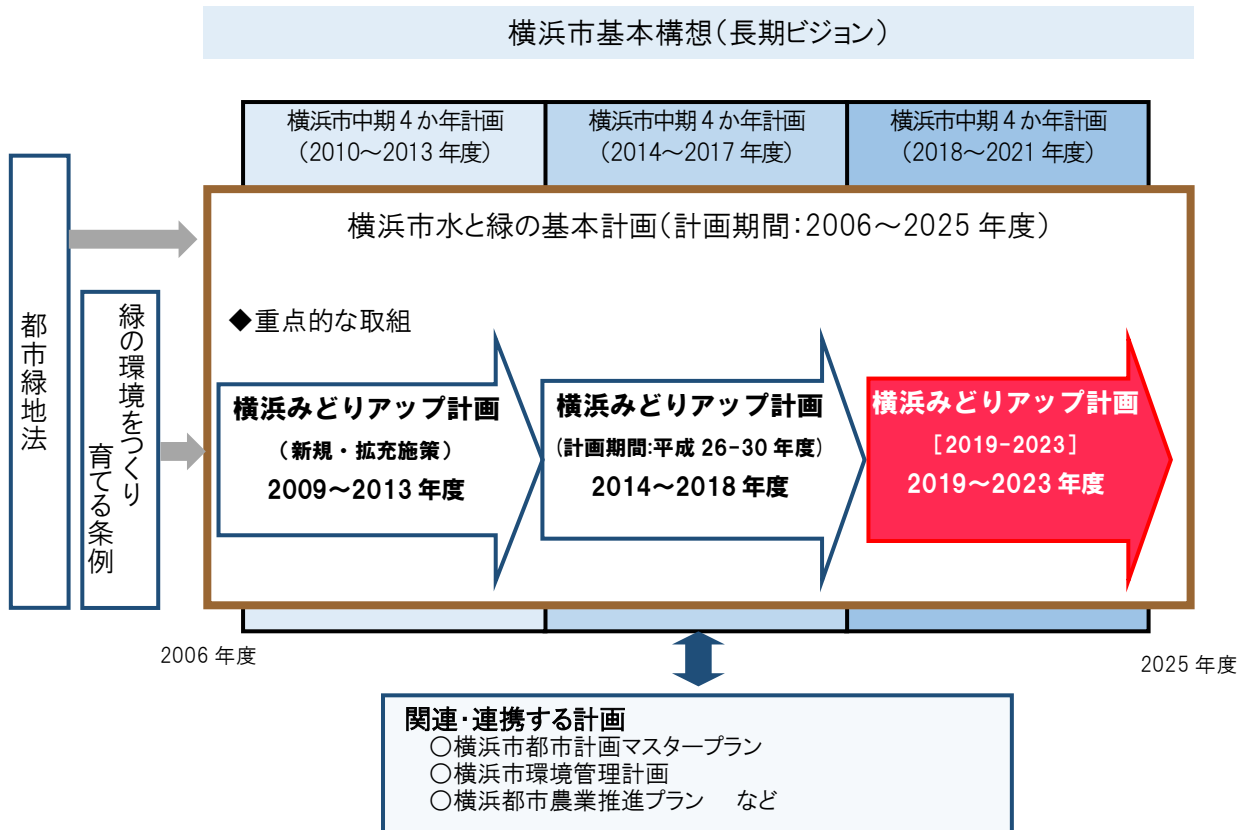 横浜市基本構想（長期ビジョン）
横浜市中期４か年計画
（2010～2013 年度）
横浜市中期４か年計画
（2014～2017 年度）
横浜市中期４か年計画
（2018～2021 年度）
都市緑地法
緑の環境をつくり
育てる条例
横浜市水と緑の基本計画（計画期間：2006～2025 年度）
◆重点的な取組
横浜みどりアップ計画
（新規・拡充施策）
2009～2013 年度
横浜みどりアップ計画
(計画期間:平成 26-30 年度)
2014～2018 年度
横浜みどりアップ計画
[2019-2023]
2019～2023 年度
2006 年度
2025 年度
関連・連携する計画
○横浜市都市計画マスタープラン
○横浜市環境管理計画
○横浜都市農業推進プラン　など